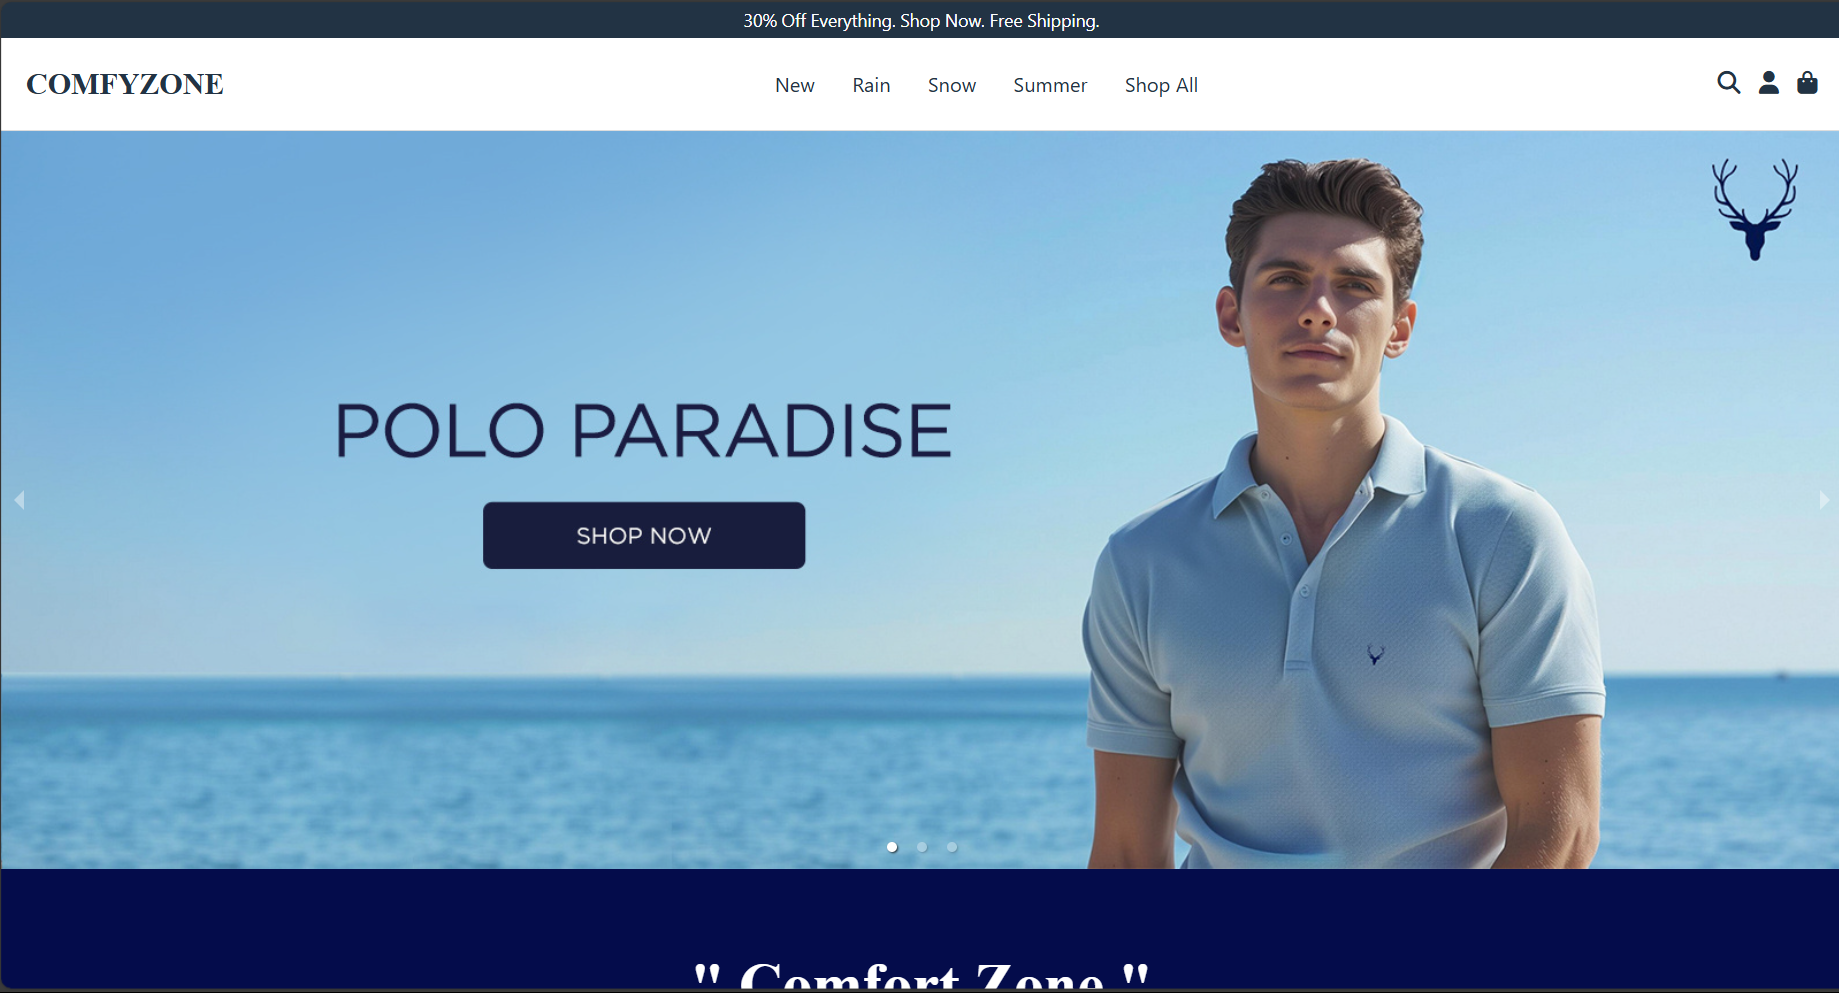 30% Off Everything. Shop Now. Free Shipping.
COMFYZONE
New Rain Snow Summer Shop All
POLO PARADISE
SHOP NOW
" Comfort Zone "